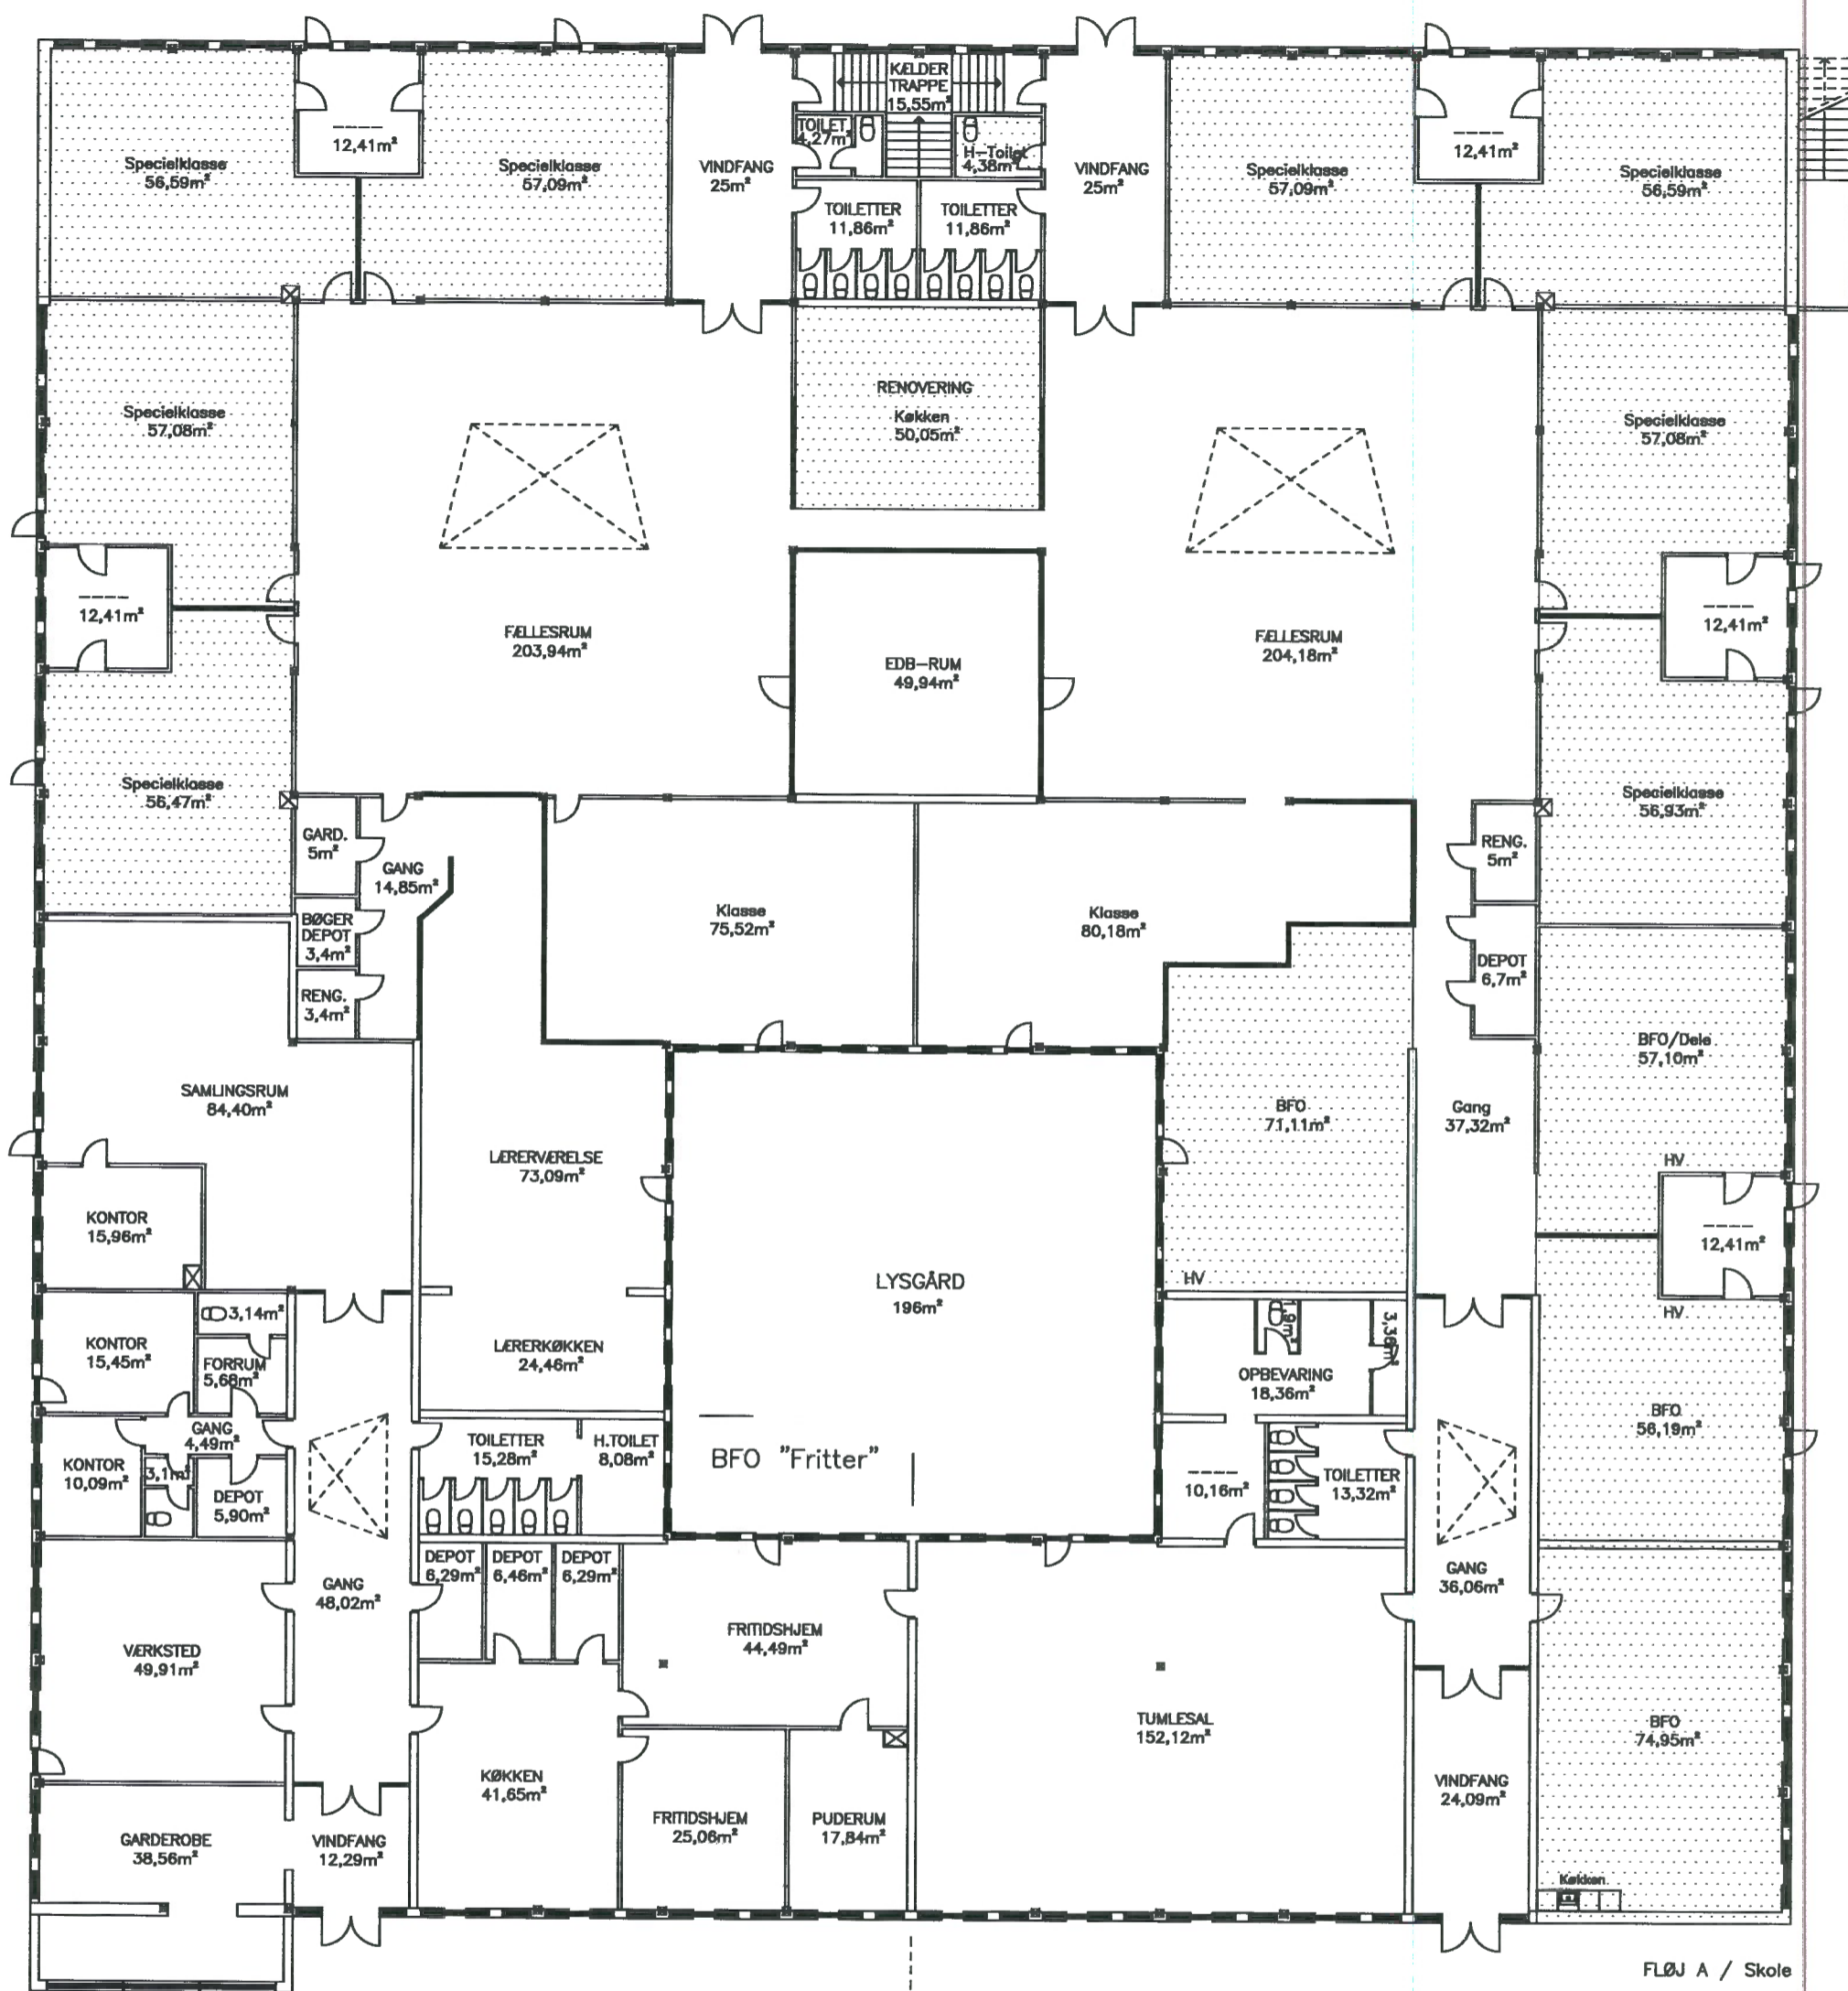 KÆLDER
TRAPPE
15,55m²
TOILET
4,27m²
H-Toilet
4,38m²
12,41m²
12,41m²
Specielklasse
56,59m²
Specielklasse
57,09m²
VINDFANG
25m²
VINDFANG
25m²
Specielklasse
57,09m²
Specielklasse
56,59m²
TOILETTER
11,86m²
TOILETTER
11,86m²
RENOVERING
Køkken
50,05m²
Specielklasse
57,08m²
Specielklasse
57,08m²
12,41m²
12,41m²
FÆLLESRUM
203,94m²
FÆLLESRUM
204,18m²
EDB-RUM
49,94m²
Specielklasse
56,47m²
Specielklasse
56,93m²
GARD.
5m²
GANG
14,85m²
RENG.
5m²
BØGER
DEPOT
3,4m²
Klasse
75,52m²
Klasse
80,18m²
DEPOT
6,7m²
RENG.
3,4m²
BFO/Dele
57,10m²
SAMLINGSRUM
84,40m²
BFO
71,11m²
Gang
37,32m²
LÆRERVÆRELSE
73,09m²
HV
KONTOR
15,96m²
12,41m²
LYSGÅRD
196m²
HV
HV
3,14m²
1,9m²
3,36m²
KONTOR
15,45m²
FORRUM
5,68m²
LÆRERKØKKEN
24,46m²
OPBEVARING
18,36m²
BFO
56,19m²
GANG
4,49m²
TOILETTER
15,28m²
H.TOILET
8,08m²
BFO "Fritter"
KONTOR
10,09m²
3,1m²
DEPOT
5,90m²
10,16m²
TOILETTER
13,32m²
DEPOT
6,29m²
DEPOT
6,46m²
DEPOT
6,29m²
GANG
48,02m²
GANG
36,06m²
FRITIDSHJEM
44,49m²
VÆRKSTED
49,91m²
TUMLESAL
152,12m²
BFO
74,95m²
KØKKEN
41,65m²
VINDFANG
24,09m²
FRITIDSHJEM
25,06m²
PUDERUM
17,84m²
GARDEROBE
38,56m²
VINDFANG
12,29m²
Køkken
FLØJ A / Skole